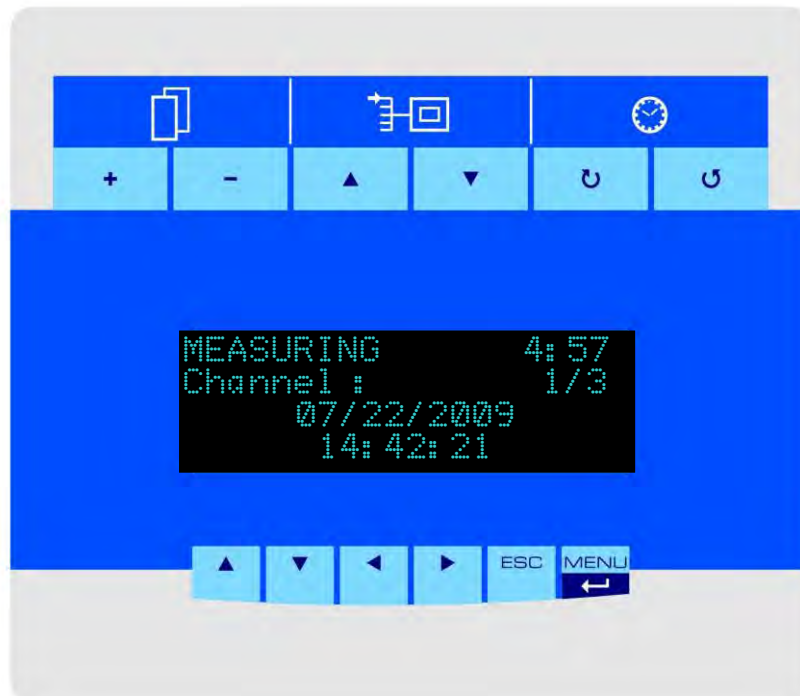 + - ▲ ▼ ↻ ↺
MEASURING 4:57
Channel: 1/3
07/22/2009
14:42:21
▲ ▼ ◀ ▶ ESC MENU